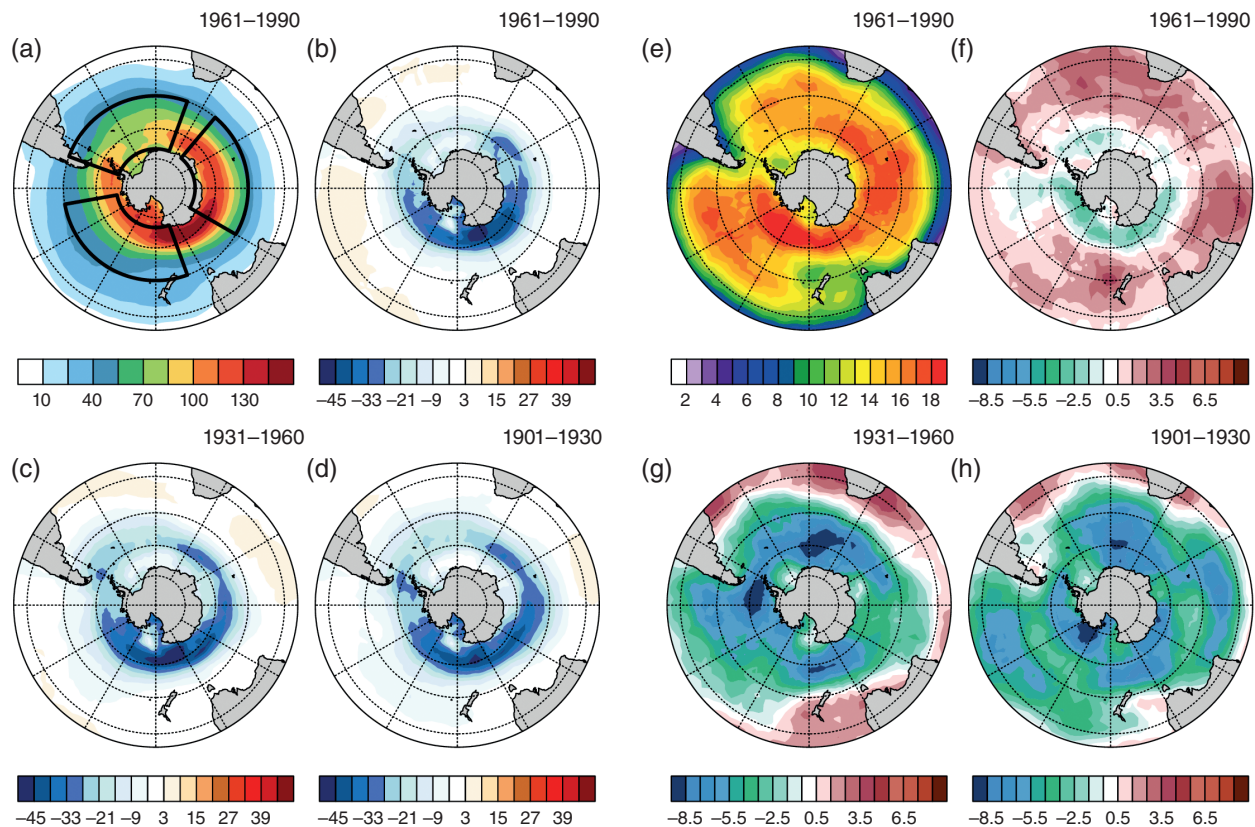 1961–1990
1961–1990
1961–1990
1961–1990
(a)
(b)
(e)
(f)
10 40 70 100 130
−45 −33 −21 −9 3 15 27 39
2 4 6 8 10 12 14 16 18
−8.5 −5.5 −2.5 0.5 3.5 6.5
1931–1960
1901–1930
1931–1960
1901–1930
(c)
(d)
(g)
(h)
−45 −33 −21 −9 3 15 27 39
−45 −33 −21 −9 3 15 27 39
−8.5 −5.5 −2.5 0.5 3.5 6.5
−8.5 −5.5 −2.5 0.5 3.5 6.5